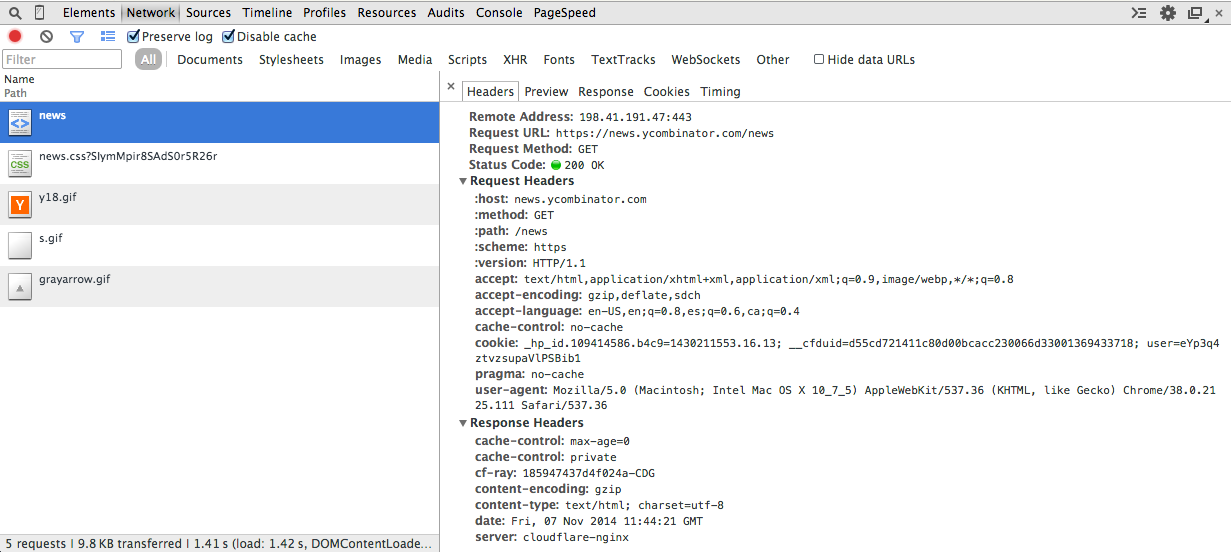 Elements Network Sources Timeline Profiles Resources Audits Console PageSpeed
Preserve log Disable cache
Filter All Documents Stylesheets Images Media Scripts XHR Fonts TextTracks WebSockets Other Hide data URLs
Name
Path
news
news.css?SlymMpir8SAdS0r5R26r
y18.gif
s.gif
grayarrow.gif
5 requests | 9.8 KB transferred | 1.41 s (load: 1.42 s, DOMContentLoade...
× Headers Preview Response Cookies Timing
Remote Address: 198.41.191.47:443
Request URL: https://news.ycombinator.com/news
Request Method: GET
Status Code: 200 OK
Request Headers
:host: news.ycombinator.com
:method: GET
:path: /news
:scheme: https
:version: HTTP/1.1
accept: text/html,application/xhtml+xml,application/xml;q=0.9,image/webp,*/*;q=0.8
accept-encoding: gzip,deflate,sdch
accept-language: en-US,en;q=0.8,es;q=0.6,ca;q=0.4
cache-control: no-cache
cookie: _hp_id.109414586.b4c9=1430211553.16.13; __cfduid=d55cd721411c80d00bcacc230066d33001369433718; user=eYp3q4
ztvzsupaVlPSBib1
pragma: no-cache
user-agent: Mozilla/5.0 (Macintosh; Intel Mac OS X 10_7_5) AppleWebKit/537.36 (KHTML, like Gecko) Chrome/38.0.21
25.111 Safari/537.36
Response Headers
cache-control: max-age=0
cache-control: private
cf-ray: 185947437d4f024a-CDG
content-encoding: gzip
content-type: text/html; charset=utf-8
date: Fri, 07 Nov 2014 11:44:21 GMT
server: cloudflare-nginx